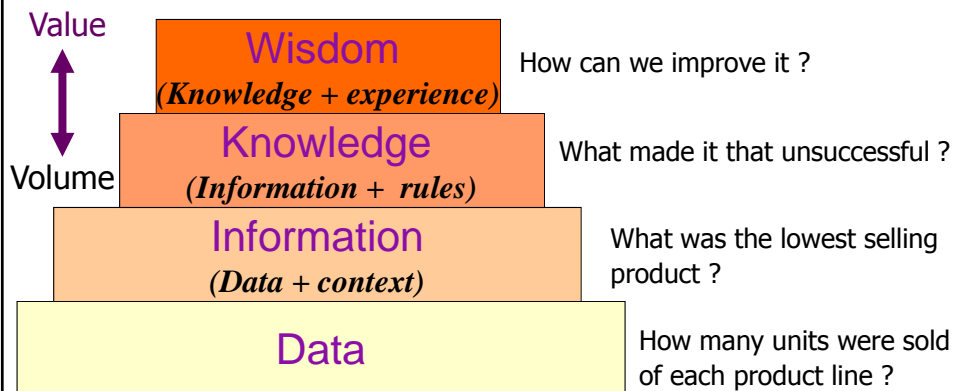 Value
Wisdom
(Knowledge + experience)
How can we improve it ?
Knowledge
(Information + rules)
What made it that unsuccessful ?
Volume
Information
(Data + context)
What was the lowest selling
product ?
Data
How many units were sold
of each product line ?